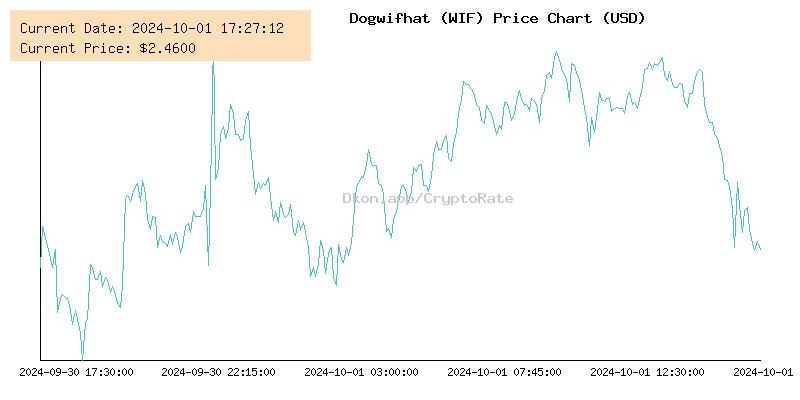 Dogwifhat (WIF) Price Chart (USD)
Current Date: 2024-10-01 17:27:12
Current Price: $2.4600
Dkon.app/CryptoRate
2024-09-30 17:30:00 2024-09-30 22:15:00 2024-10-01 03:00:00 2024-10-01 07:45:00 2024-10-01 12:30:00 2024-10-01